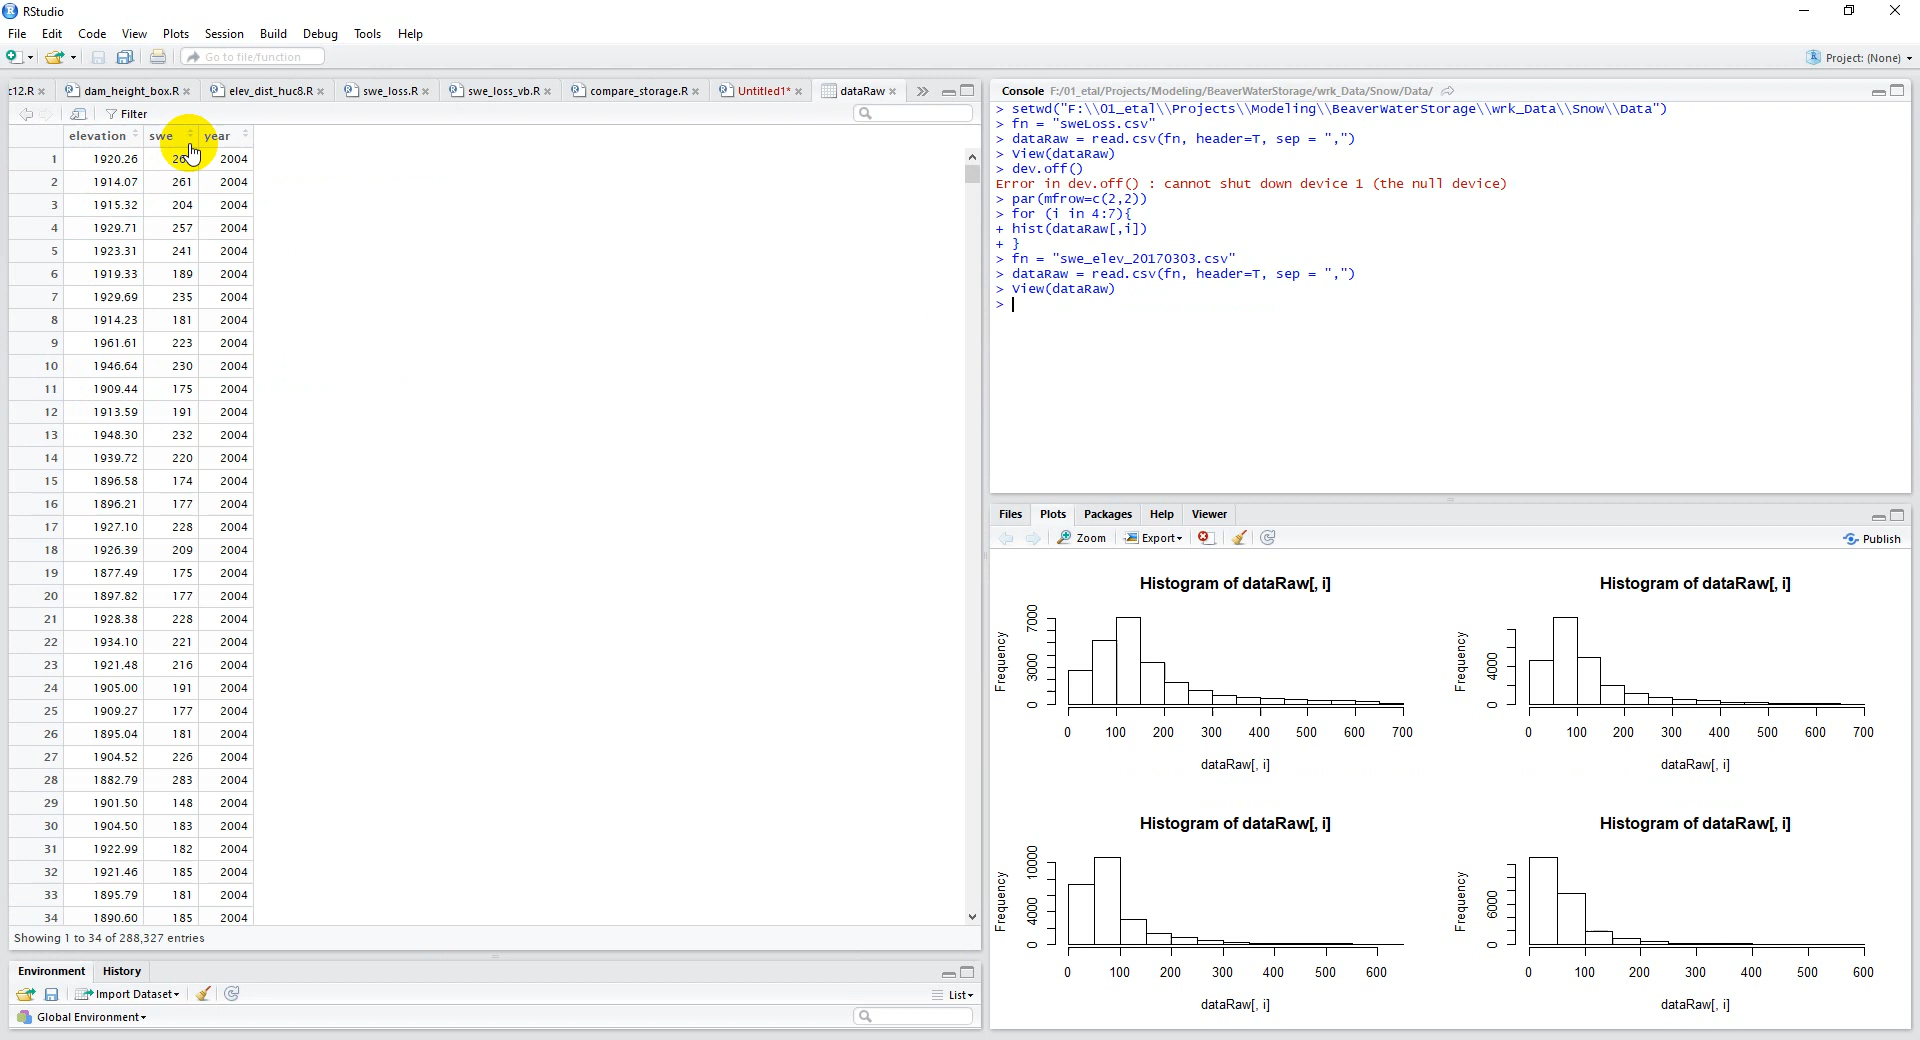 RStudio
File Edit Code View Plots Session Build Debug Tools Help
Go to file/function
Project: (None)
c12.R dam_height_box.R elev_dist_huc8.R swe_loss.R swe_loss_vb.R compare_storage.R Untitled1* dataRaw
Filter
elevation swe year
1 1920.26 2004
2 1914.07 261 2004
3 1915.32 204 2004
4 1929.71 257 2004
5 1923.31 241 2004
6 1919.33 189 2004
7 1929.69 235 2004
8 1914.23 181 2004
9 1961.61 223 2004
10 1946.64 230 2004
11 1909.44 175 2004
12 1913.59 191 2004
13 1948.30 232 2004
14 1939.72 220 2004
15 1896.58 174 2004
16 1896.21 177 2004
17 1927.10 228 2004
18 1926.39 209 2004
19 1877.49 175 2004
20 1897.82 177 2004
21 1928.38 228 2004
22 1934.10 221 2004
23 1921.48 216 2004
24 1905.00 191 2004
25 1909.27 177 2004
26 1895.04 181 2004
27 1904.52 226 2004
28 1882.79 283 2004
29 1901.50 148 2004
30 1904.50 183 2004
31 1922.99 182 2004
32 1921.46 185 2004
33 1895.79 181 2004
34 1890.60 185 2004
Showing 1 to 34 of 288,327 entries
Environment History
Import Dataset List
Global Environment
Console F:/01_etal/Projects/Modeling/BeaverWaterStorage/wrk_Data/Snow/Data/
> setwd("F:\\01_etal\\Projects\\Modeling\\BeaverWaterStorage\\wrk_Data\\Snow\\Data")
> fn = "sweLoss.csv"
> dataRaw = read.csv(fn, header=T, sep = ",")
> View(dataRaw)
> dev.off()
Error in dev.off() : cannot shut down device 1 (the null device)
> par(mfrow=c(2,2))
> for (i in 4:7){
+ hist(dataRaw[,i])
+ }
> fn = "swe_elev_20170303.csv"
> dataRaw = read.csv(fn, header=T, sep = ",")
> View(dataRaw)
>
Files Plots Packages Help Viewer
Zoom Export Publish
Histogram of dataRaw[, i]
Frequency
0 3000 7000
0 100 200 300 400 500 600 700
dataRaw[, i]
Histogram of dataRaw[, i]
Frequency
0 4000
0 100 200 300 400 500 600 700
dataRaw[, i]
Histogram of dataRaw[, i]
Frequency
0 4000 10000
0 100 200 300 400 500 600
dataRaw[, i]
Histogram of dataRaw[, i]
Frequency
0 6000
0 100 200 300 400 500 600
dataRaw[, i]